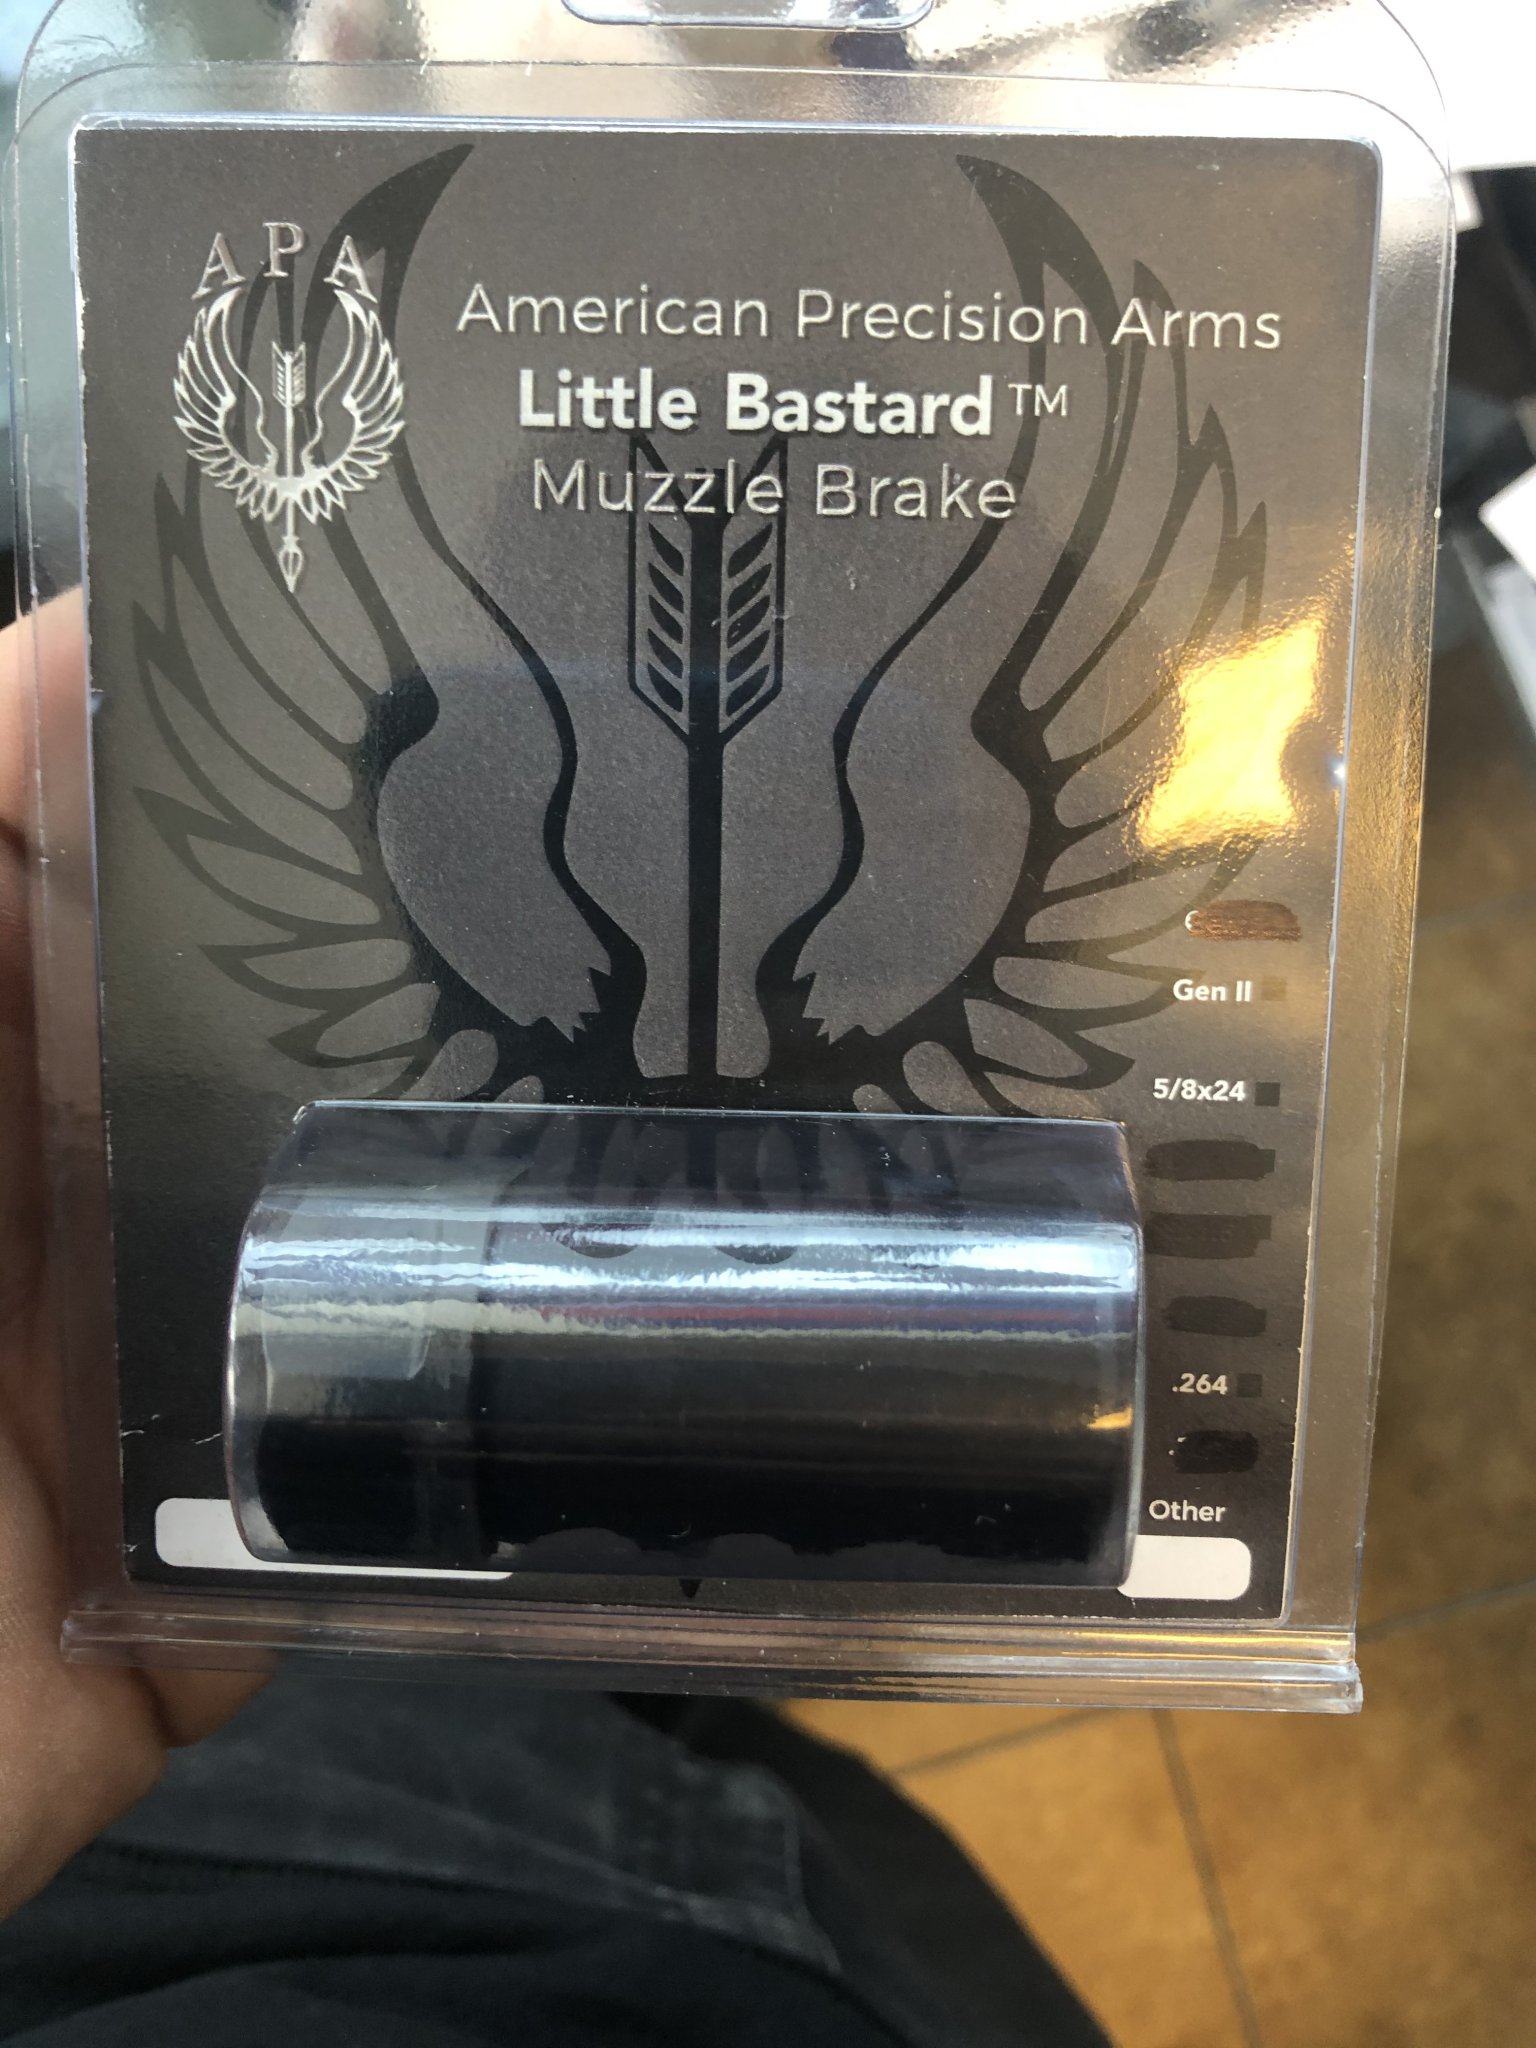 APA
American Precision Arms
Little Bastard™
Muzzle Brake
Gen II
5/8x24
.264
Other